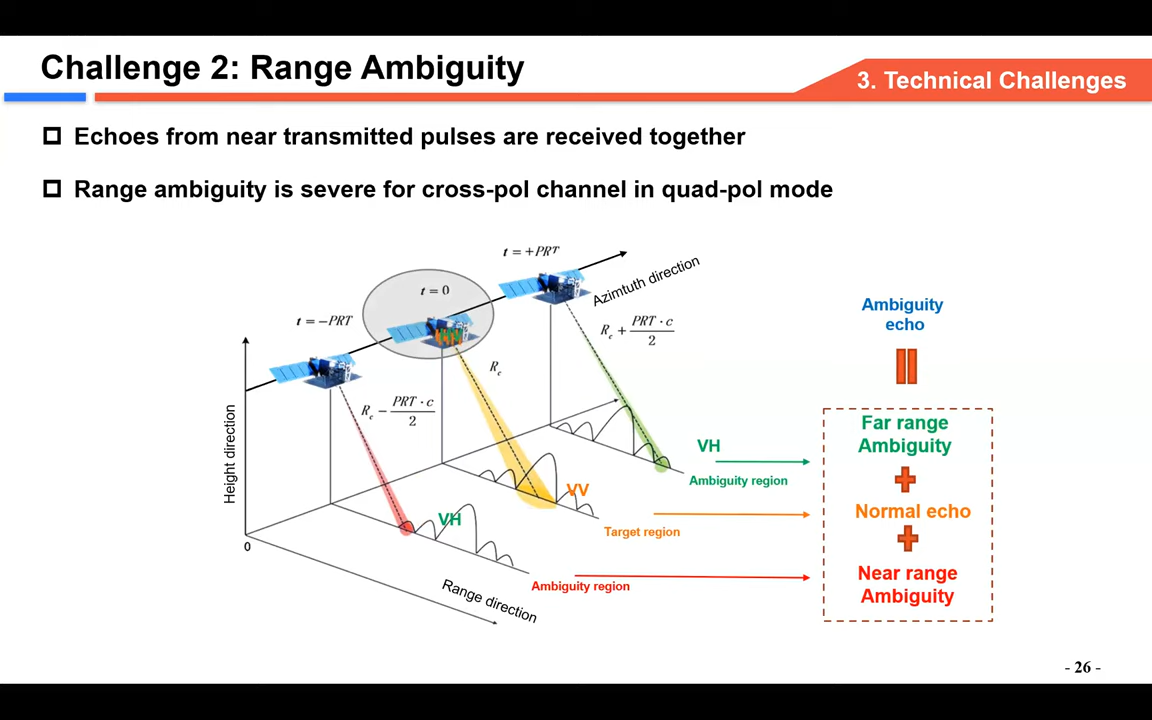 Challenge 2: Range Ambiguity
3. Technical Challenges
Echoes from near transmitted pulses are received together
Range ambiguity is severe for cross-pol channel in quad-pol mode
t = +PRT
t = 0
t = −PRT
Azimtuth direction
R_c + PRT · c / 2
R_c
R_c − PRT · c / 2
Height direction
0
Range direction
VH
Ambiguity region
VV
Target region
VH
Ambiguity region
Ambiguity
echo
Far range
Ambiguity
Normal echo
Near range
Ambiguity
- 26 -